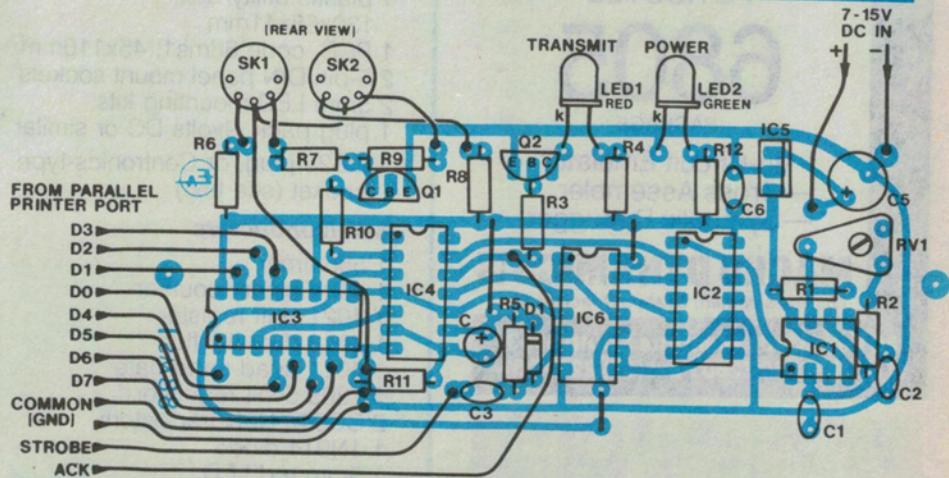 (REAR VIEW)
SK1
SK2
TRANSMIT
POWER
7-15V
DC IN
+
–
LED1
RED
LED2
GREEN
k
k
IC5
R6
R7
R9
Q2
E B C
R4
R12
C B E
Q1
R8
R3
C6
+
C5
FROM PARALLEL
PRINTER PORT
R10
RV1
D3
D2
D1
D0
D4
D5
D6
D7
COMMON
(GND)
STROBE
ACK
IC3
IC4
R5
D1
IC6
IC2
R1
R2
C
+
IC1
R11
C3
C2
C1